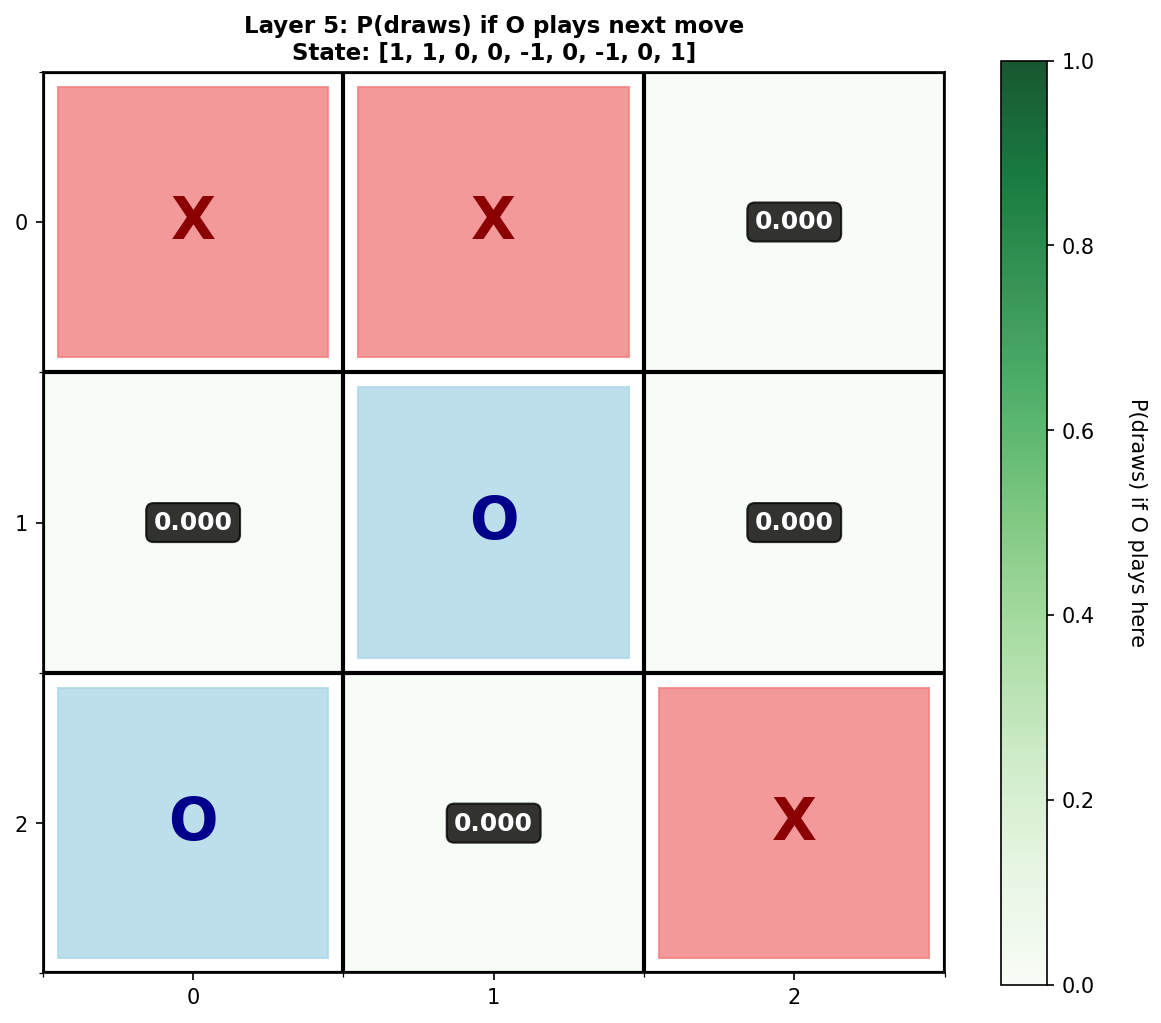 Layer 5: P(draws) if O plays next move
State: [1, 1, 0, 0, -1, 0, -1, 0, 1]
X
X
0.000
0.000
O
0.000
O
0.000
X
0
1
2
0
1
2
1.0
0.8
0.6
0.4
0.2
0.0
P(draws) if O plays here